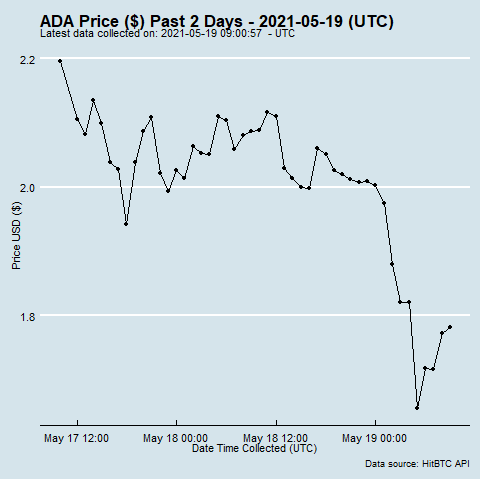 ADA Price ($) Past 2 Days - 2021-05-19 (UTC)
Latest data collected on: 2021-05-19 09:00:57 - UTC
2.2
2.0
1.8
Price USD ($)
May 17 12:00 May 18 00:00 May 18 12:00 May 19 00:00
Date Time Collected (UTC)
Data source: HitBTC API